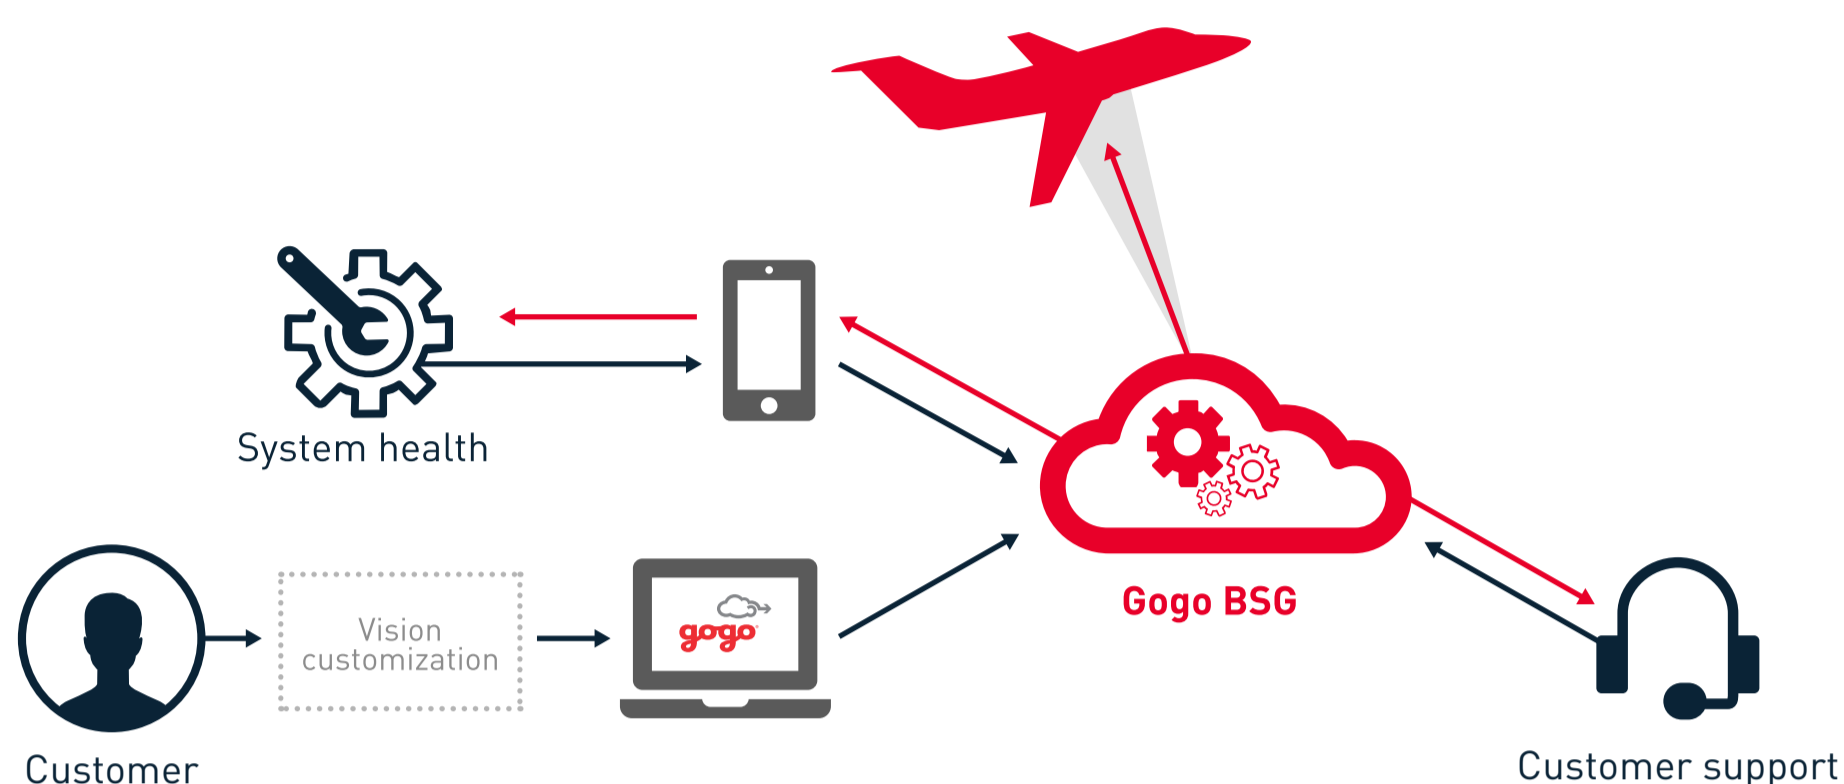 System health
Vision
customization
gogo
Gogo BSG
Customer
Customer support